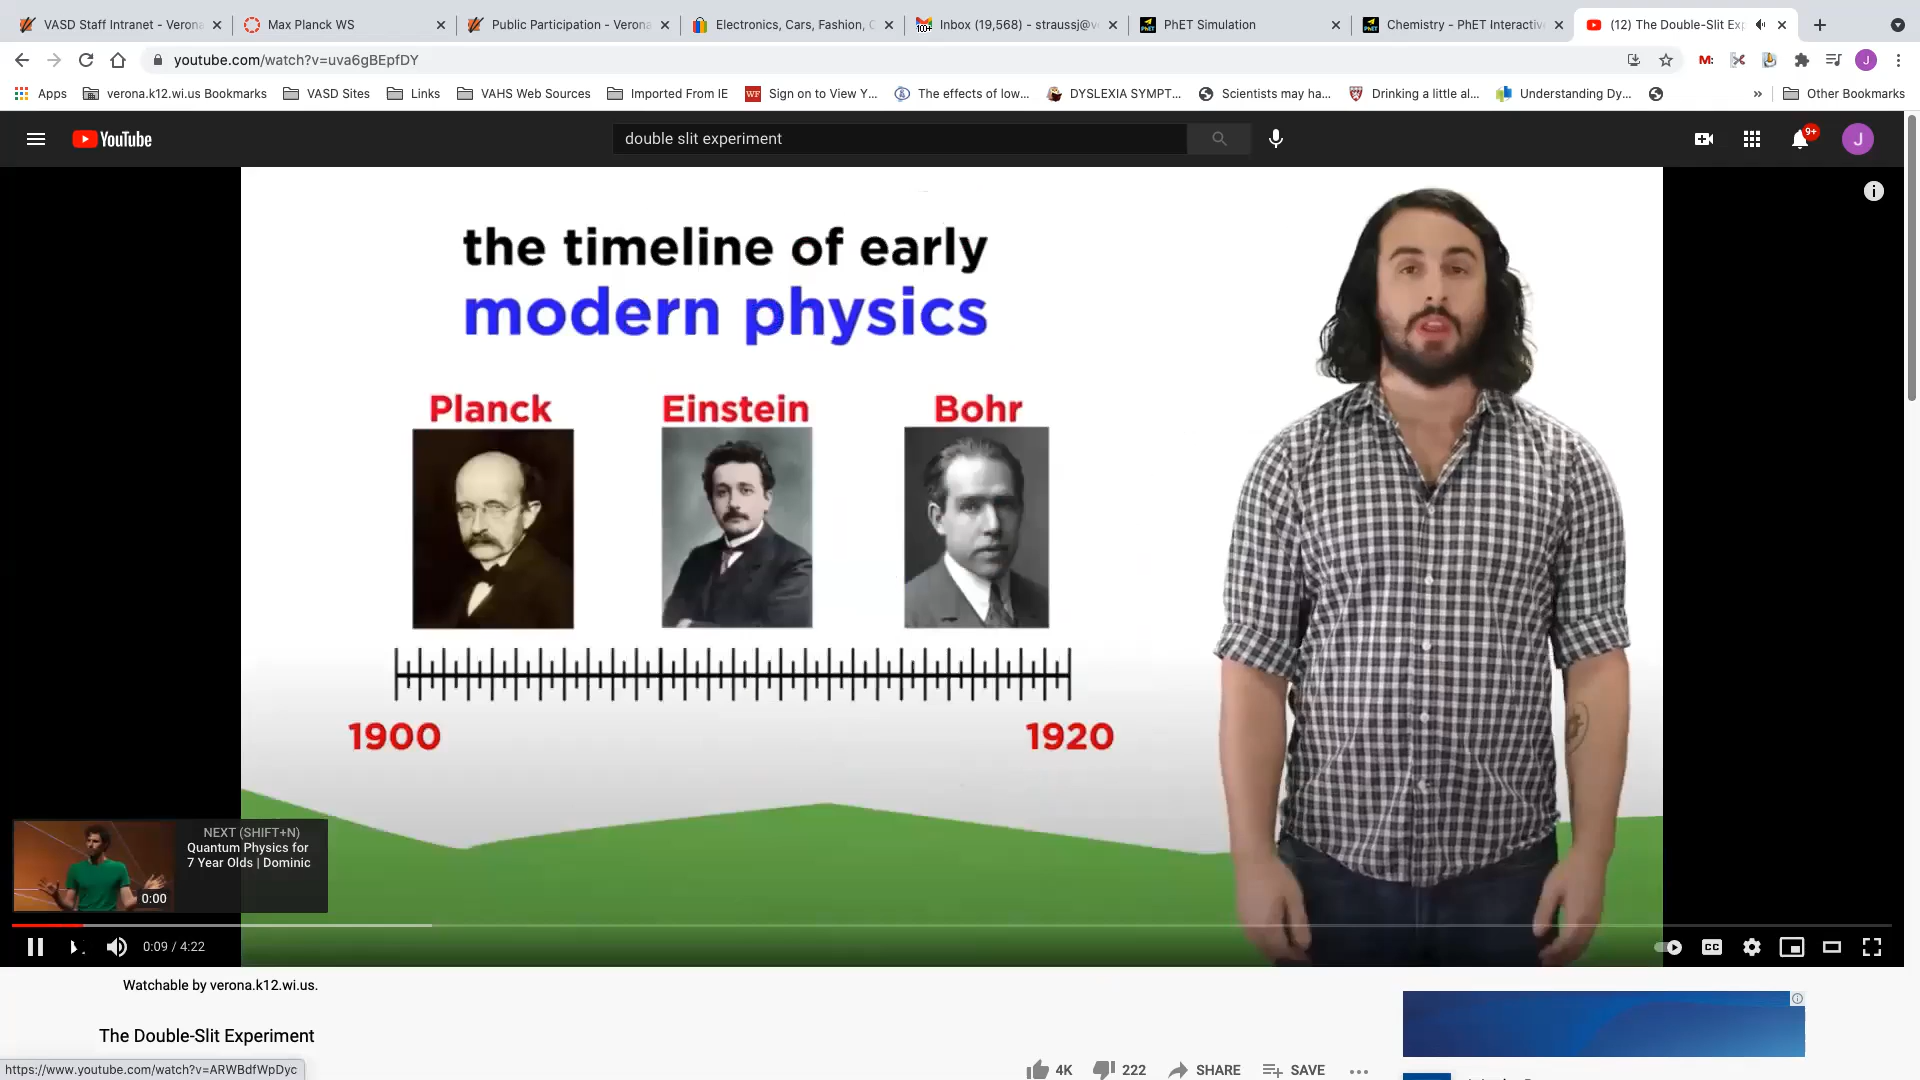 VASD Staff Intranet - Verona
Max Planck WS
Public Participation - Verona
Electronics, Cars, Fashion, C
100+
Inbox (19,568) - straussj@v
PhET Simulation
Chemistry - PhET Interactive
(12) The Double-Slit Exp
youtube.com/watch?v=uva6gBEpfDY
M:
J
Apps
verona.k12.wi.us Bookmarks
VASD Sites
Links
VAHS Web Sources
Imported From IE
WF
Sign on to View Y...
The effects of low...
DYSLEXIA SYMPT...
Scientists may ha...
Drinking a little al...
Understanding Dy...
»
Other Bookmarks
YouTube
double slit experiment
9+
J
the timeline of early
modern physics
Planck
Einstein
Bohr
1900
1920
NEXT (SHIFT+N)
Quantum Physics for
7 Year Olds | Dominic
0:00
0:09 / 4:22
CC
Watchable by verona.k12.wi.us.
The Double-Slit Experiment
https://www.youtube.com/watch?v=ARWBdfWpDyc
4K
222
SHARE
SAVE